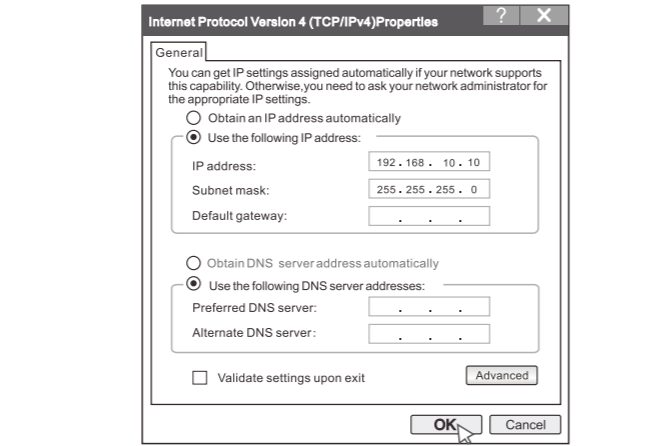 Internet Protocol Version 4 (TCP/IPv4)Properties ? X
General
You can get IP settings assigned automatically if your network supports
this capability. Otherwise,you need to ask your network administrator for
the appropriate IP settings.
Obtain an IP address automatically
Use the following IP address:
IP address: 192 . 168 . 10 . 10
Subnet mask: 255 . 255 . 255 . 0
Default gateway: . . .
Obtain DNS server address automatically
Use the following DNS server addresses:
Preferred DNS server: . . .
Alternate DNS server: . . .
Validate settings upon exit Advanced
OK Cancel